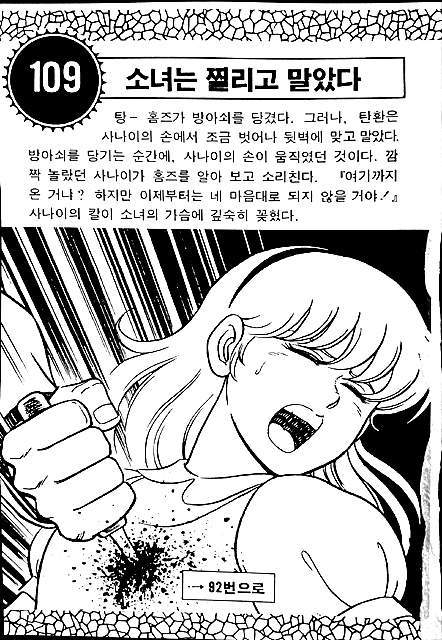 109
소녀는 찔리고 말았다
탕- 홈즈가 방아쇠를 당겼다. 그러나, 탄환은
사나이의 손에서 조금 벗어나 뒷벽에 맞고 말았다.
방아쇠를 당기는 순간에, 사나이의 손이 움직였던 것이다. 깜
짝 놀랐던 사나이가 홈즈를 알아 보고 소리친다. 『여기까지
온 거냐? 하지만 이제부터는 네 마음대로 되지 않을 거야!』
사나이의 칼이 소녀의 가슴에 깊숙히 꽂혔다.
→ 82번으로